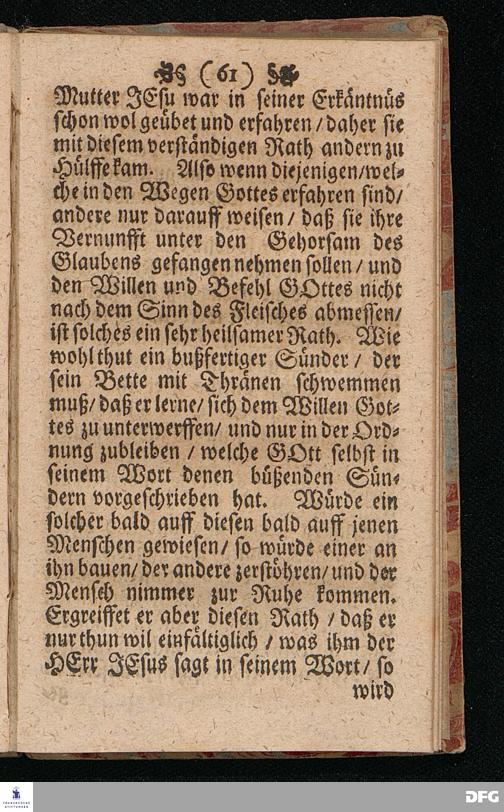 (61)
Mutter JEsu war in seiner Erkäntnüs
schon wol geübet und erfahren / daher sie
mit diesem verständigen Rath andern zu
Hülffe kam. Also wenn diejenigen/wel-
che in den Wegen Gottes erfahren sind/
andere nur darauff weisen / daß sie ihre
Vernunfft unter den Gehorsam des
Glaubens gefangen nehmen sollen / und
den Willen und Befehl GOttes nicht
nach dem Sinn des Fleisches abmessen/
ist solches ein sehr heilsamer Rath. Wie
wohl thut ein bußfertiger Sünder / der
sein Bette mit Thränen schwemmen
muß/ daß er lerne/ sich dem Willen Got-
tes zu unterwerffen/ und nur in der Ord-
nung zubleiben / welche GOtt selbst in
seinem Wort denen büßenden Sün-
dern vorgeschrieben hat. Würde ein
solcher bald auff diesen bald auff jenen
Menschen gewiesen/ so würde einer an
ihn bauen/ der andere zerstöhren/ und der
Mensch nimmer zur Ruhe kommen.
Ergreiffet er aber diesen Rath / daß er
nur thun wil einfältiglich / was ihm der
HErr JEsus sagt in seinem Wort/ so
wird
FRANCKESCHE STIFTUNGEN
DFG